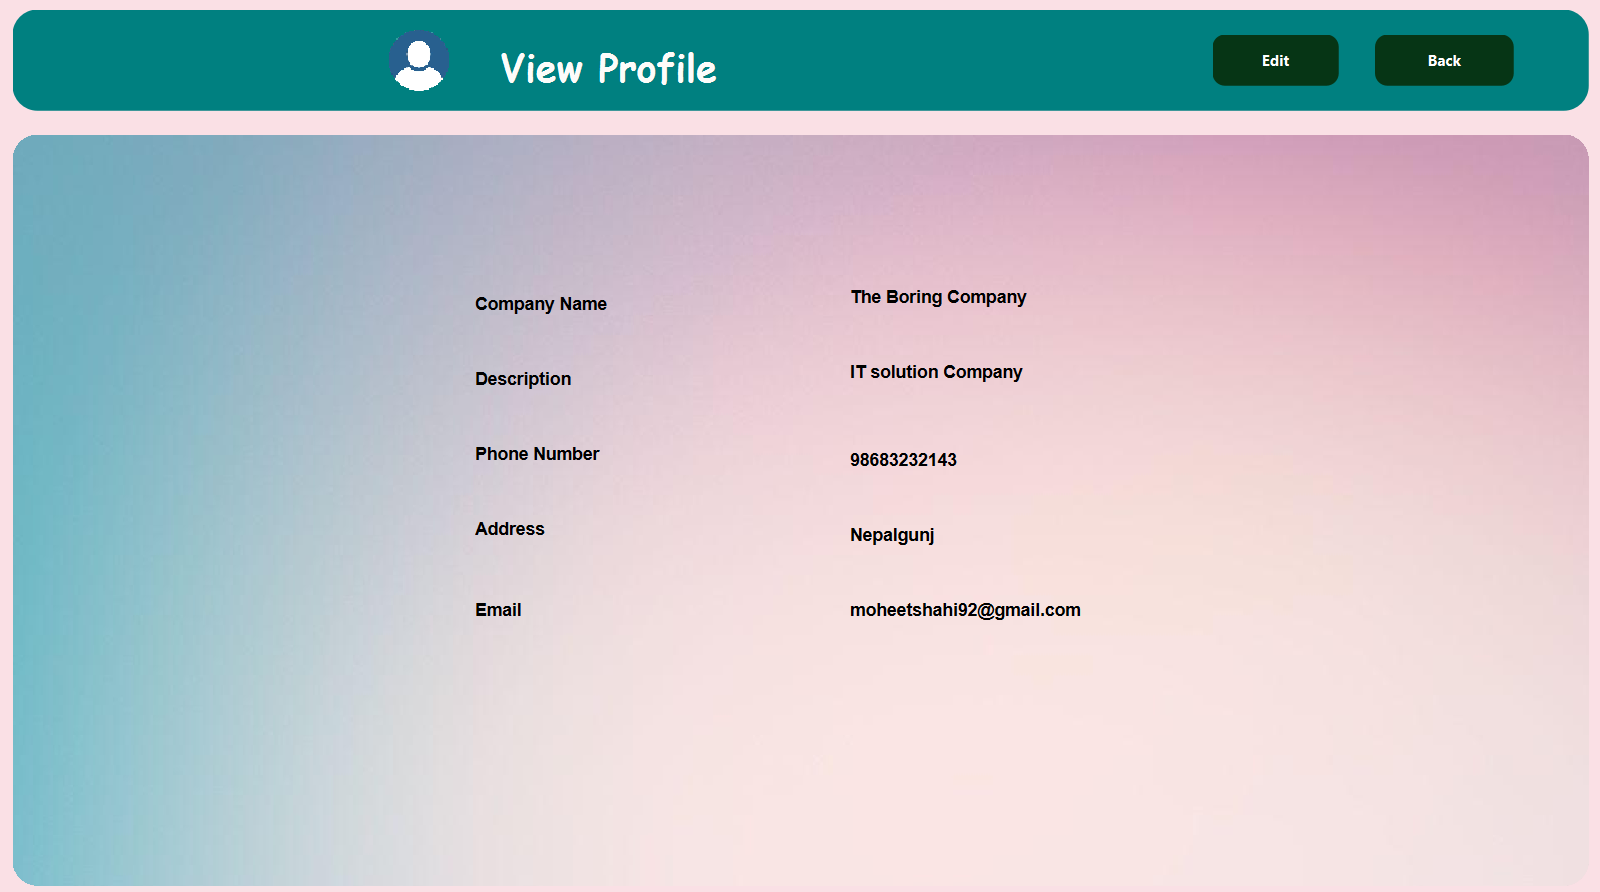 View Profile
Edit
Back
Company Name
The Boring Company
Description
IT solution Company
Phone Number
98683232143
Address
Nepalgunj
Email
moheetshahi92@gmail.com